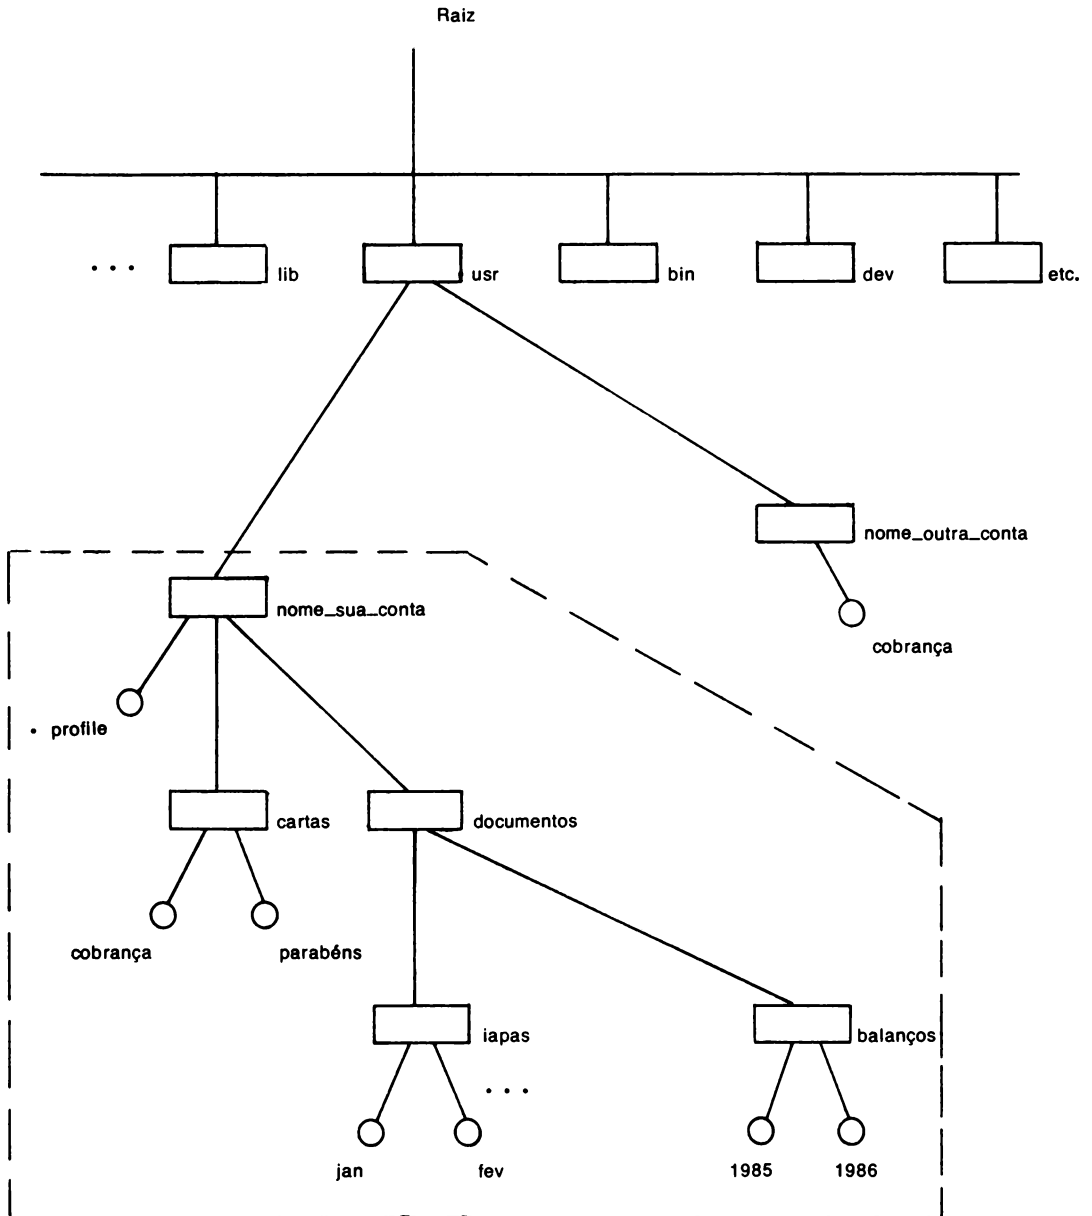 Raiz
. . . lib usr bin dev etc.
nome_outra_conta
nome_sua_conta
cobrança
. profile
cartas documentos
cobrança parabéns
iapas balanços
. . .
jan fev 1985 1986